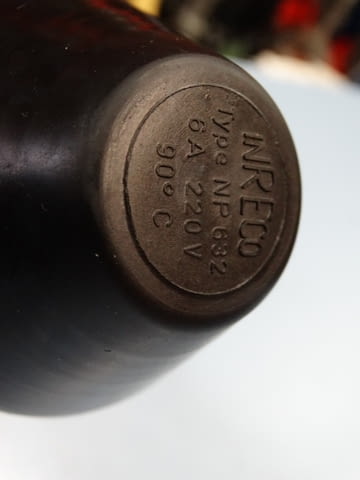 INRECO
Type NP 632
6A 220V
90° C